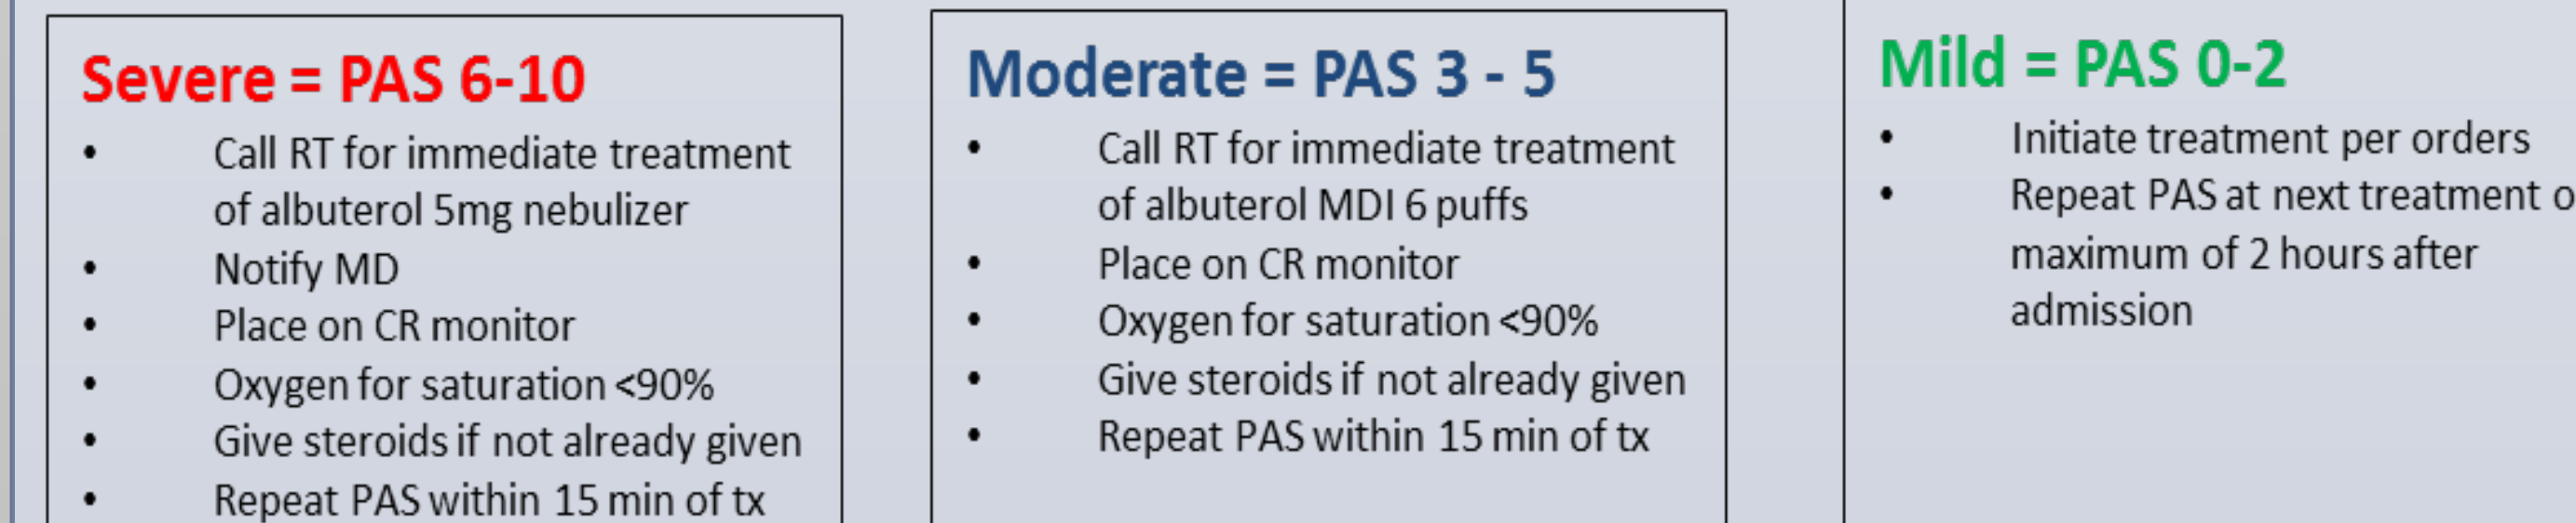 Severe = PAS 6-10
• Call RT for immediate treatment
of albuterol 5mg nebulizer
• Notify MD
• Place on CR monitor
• Oxygen for saturation <90%
• Give steroids if not already given
• Repeat PAS within 15 min of tx
Moderate = PAS 3 - 5
• Call RT for immediate treatment
of albuterol MDI 6 puffs
• Place on CR monitor
• Oxygen for saturation <90%
• Give steroids if not already given
• Repeat PAS within 15 min of tx
Mild = PAS 0-2
• Initiate treatment per orders
• Repeat PAS at next treatment
maximum of 2 hours after
admission